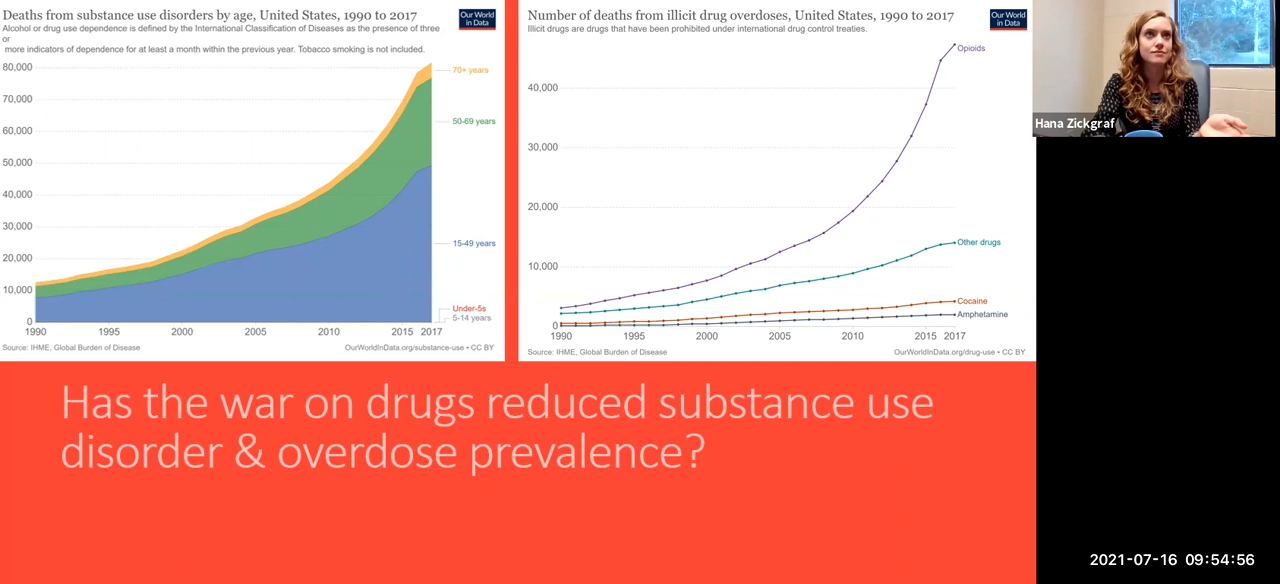 Deaths from substance use disorders by age, United States, 1990 to 2017
Alcohol or drug use dependence is defined by the International Classification of Diseases as the presence of three
or
more indicators of dependence for at least a month within the previous year. Tobacco smoking is not included.
Our World
in Data
80,000
70,000
60,000
50,000
40,000
30,000
20,000
10,000
0
1990 1995 2000 2005 2010 2015 2017
70+ years
50-69 years
15-49 years
Under-5s
5-14 years
Source: IHME, Global Burden of Disease
OurWorldInData.org/substance-use • CC BY
Number of deaths from illicit drug overdoses, United States, 1990 to 2017
Illicit drugs are drugs that have been prohibited under international drug control treaties.
Our World
in Data
40,000
30,000
20,000
10,000
0
1990 1995 2000 2005 2010 2015 2017
Opioids
Other drugs
Cocaine
Amphetamine
Source: IHME, Global Burden of Disease
OurWorldInData.org/drug-use • CC BY
Hana Zickgraf
Has the war on drugs reduced substance use
disorder & overdose prevalence?
2021-07-16 09:54:56